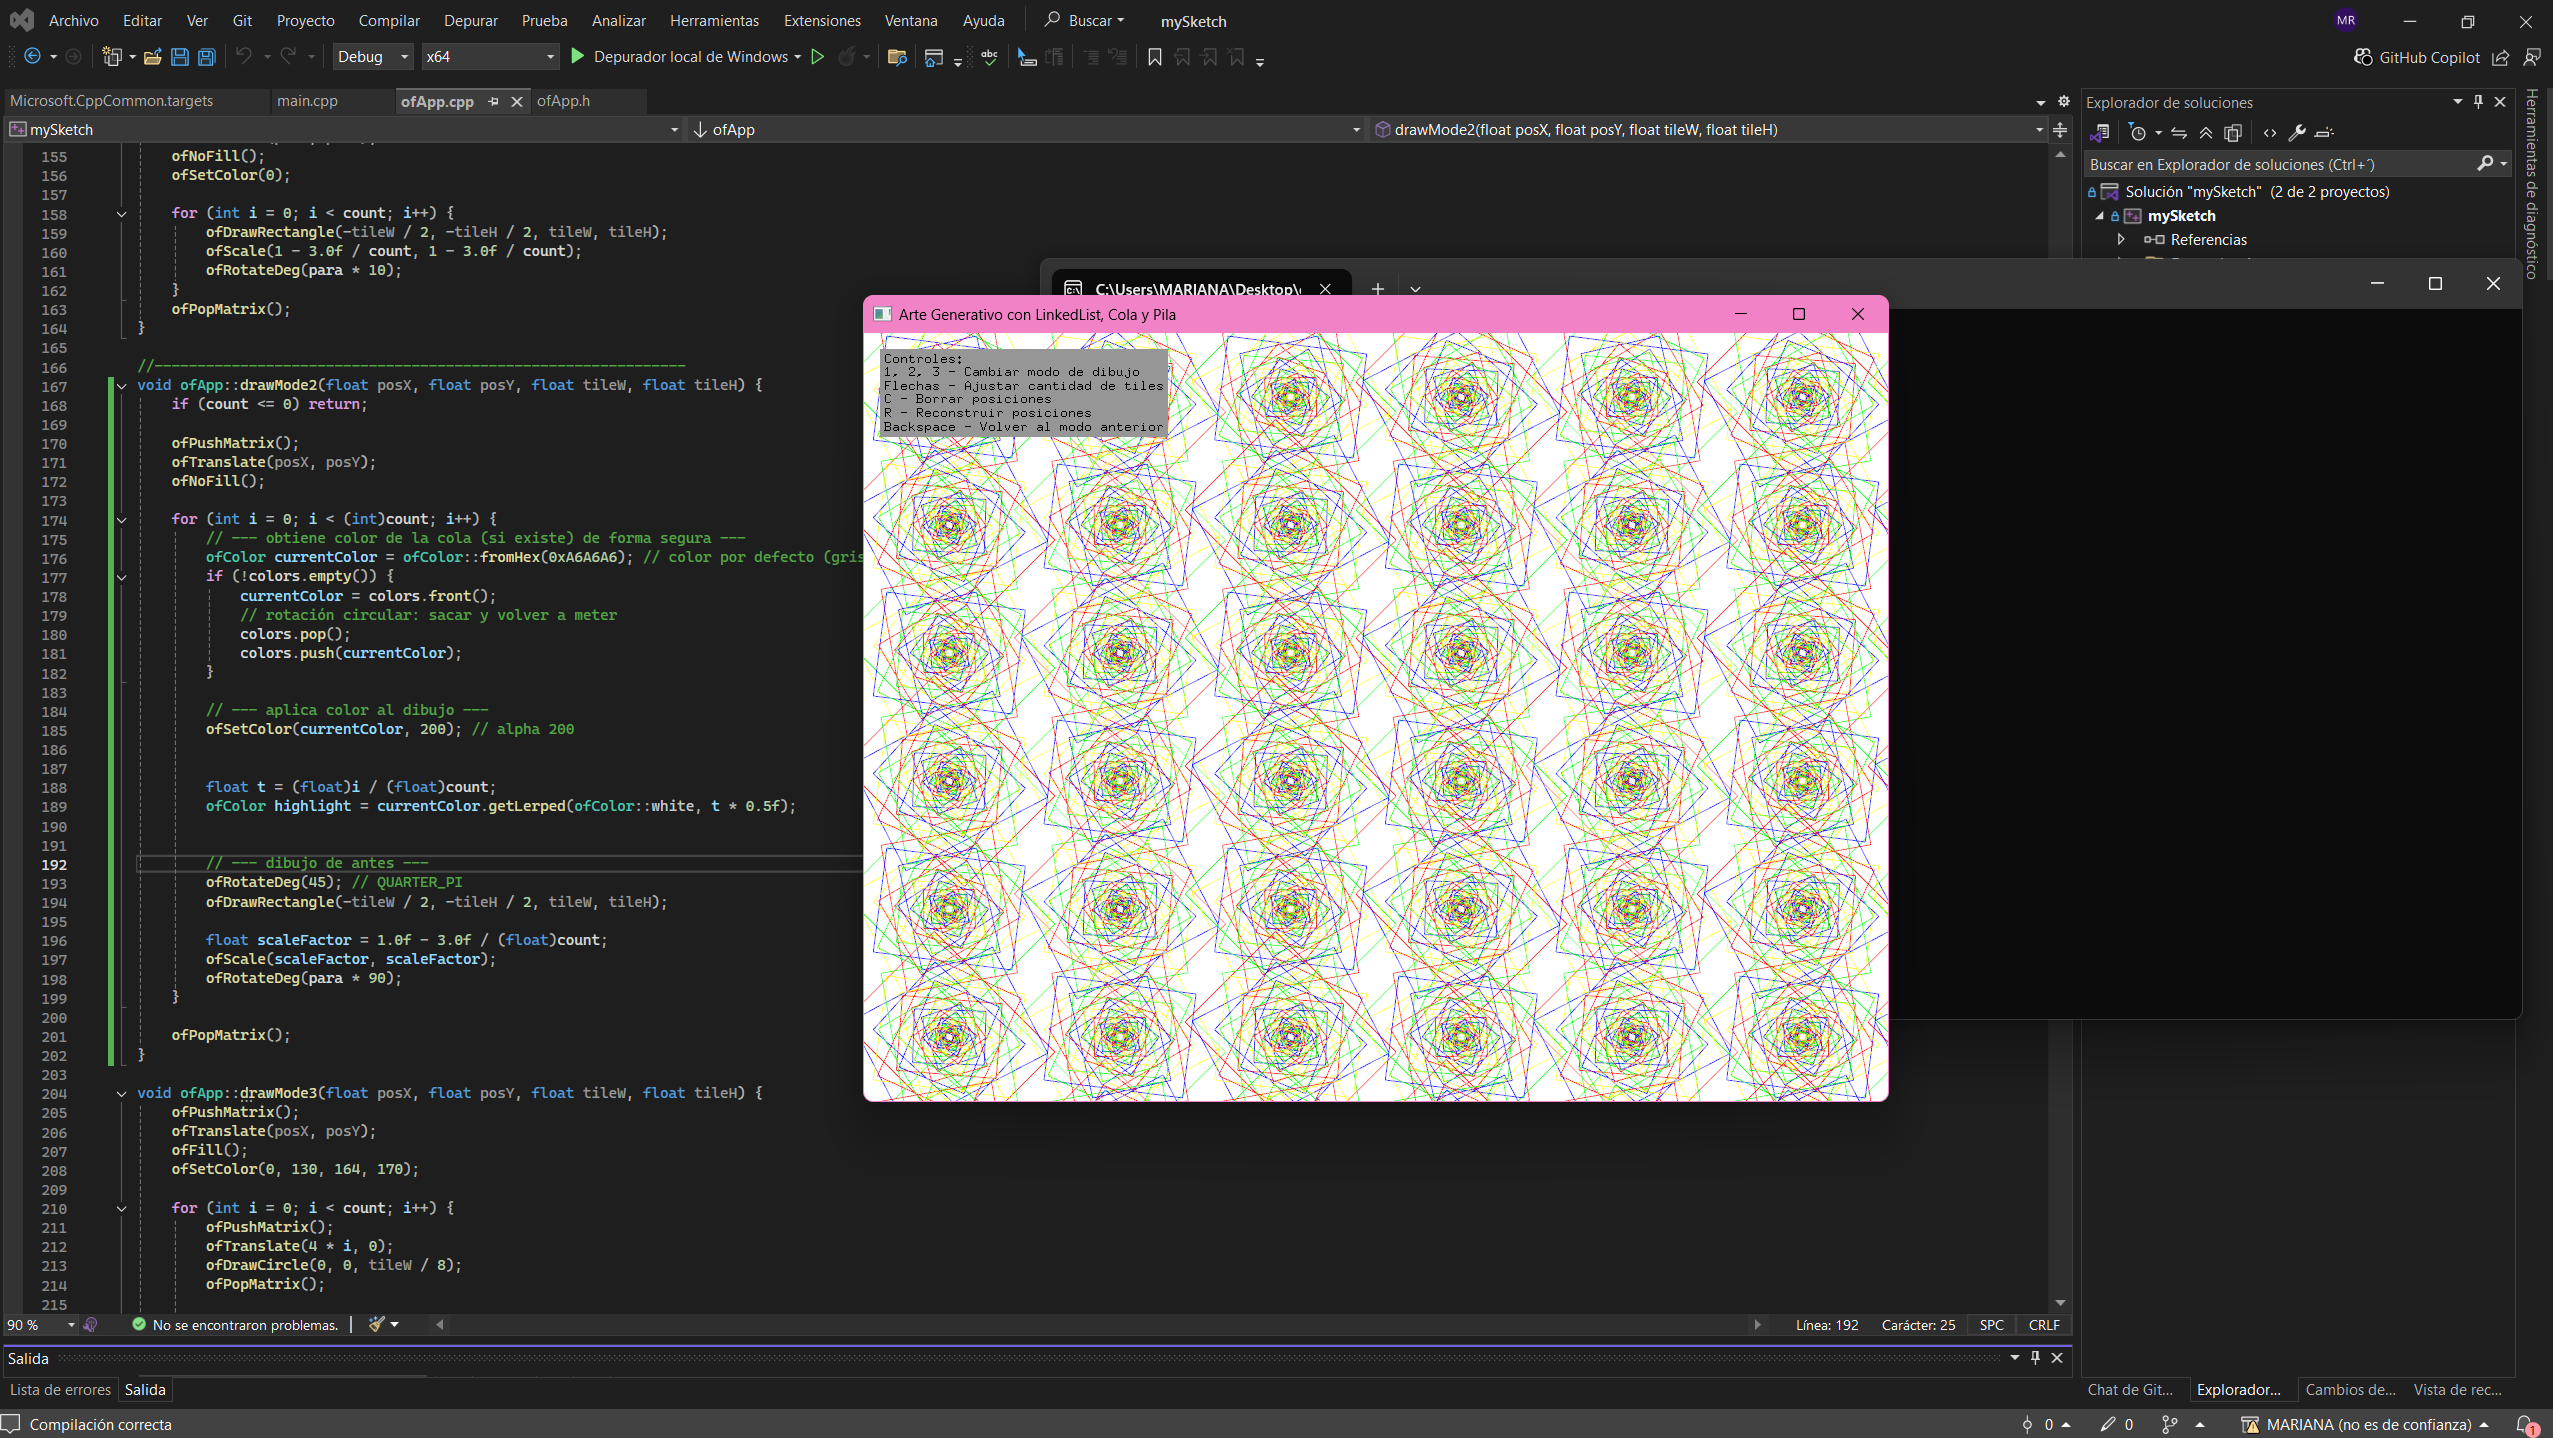 Archivo Editar Ver Git Proyecto Compilar Depurar Prueba Analizar Herramientas Extensiones Ventana Ayuda Buscar mySketch MR
Debug x64 Depurador local de Windows abc GitHub Copilot
Microsoft.CppCommon.targets main.cpp ofApp.cpp ofApp.h
mySketch ofApp drawMode2(float posX, float posY, float tileW, float tileH)
155 ofNoFill();
156 ofSetColor(0);
157
158 for (int i = 0; i < count; i++) {
159 ofDrawRectangle(-tileW / 2, -tileH / 2, tileW, tileH);
160 ofScale(1 - 3.0f / count, 1 - 3.0f / count);
161 ofRotateDeg(para * 10);
162 }
163 ofPopMatrix();
164 }
165
166 //--------------------------------------------------------------
167 void ofApp::drawMode2(float posX, float posY, float tileW, float tileH) {
168 if (count <= 0) return;
169
170 ofPushMatrix();
171 ofTranslate(posX, posY);
172 ofNoFill();
173
174 for (int i = 0; i < (int)count; i++) {
175 // --- obtiene color de la cola (si existe) de forma segura ---
176 ofColor currentColor = ofColor::fromHex(0xA6A6A6); // color por defecto (gris
177 if (!colors.empty()) {
178 currentColor = colors.front();
179 // rotación circular: sacar y volver a meter
180 colors.pop();
181 colors.push(currentColor);
182 }
183
184 // --- aplica color al dibujo ---
185 ofSetColor(currentColor, 200); // alpha 200
186
187
188 float t = (float)i / (float)count;
189 ofColor highlight = currentColor.getLerped(ofColor::white, t * 0.5f);
190
191
192 // --- dibujo de antes ---
193 ofRotateDeg(45); // QUARTER_PI
194 ofDrawRectangle(-tileW / 2, -tileH / 2, tileW, tileH);
195
196 float scaleFactor = 1.0f - 3.0f / (float)count;
197 ofScale(scaleFactor, scaleFactor);
198 ofRotateDeg(para * 90);
199 }
200
201 ofPopMatrix();
202 }
203
204 void ofApp::drawMode3(float posX, float posY, float tileW, float tileH) {
205 ofPushMatrix();
206 ofTranslate(posX, posY);
207 ofFill();
208 ofSetColor(0, 130, 164, 170);
209
210 for (int i = 0; i < count; i++) {
211 ofPushMatrix();
212 ofTranslate(4 * i, 0);
213 ofDrawCircle(0, 0, tileW / 8);
214 ofPopMatrix();
215
C:\Users\MARIANA\Desktop\
Arte Generativo con LinkedList, Cola y Pila
Controles:
1, 2, 3 - Cambiar modo de dibujo
Flechas - Ajustar cantidad de tiles
C - Borrar posiciones
R - Reconstruir posiciones
Backspace - Volver al modo anterior
Explorador de soluciones
Buscar en Explorador de soluciones (Ctrl+´)
Solución "mySketch" (2 de 2 proyectos)
mySketch
Referencias
Herramientas de diagnóstico
90 % No se encontraron problemas. Línea: 192 Carácter: 25 SPC CRLF
Salida
Lista de errores Salida
Chat de Git... Explorador... Cambios de... Vista de rec...
Compilación correcta 0 0 MARIANA (no es de confianza) 1